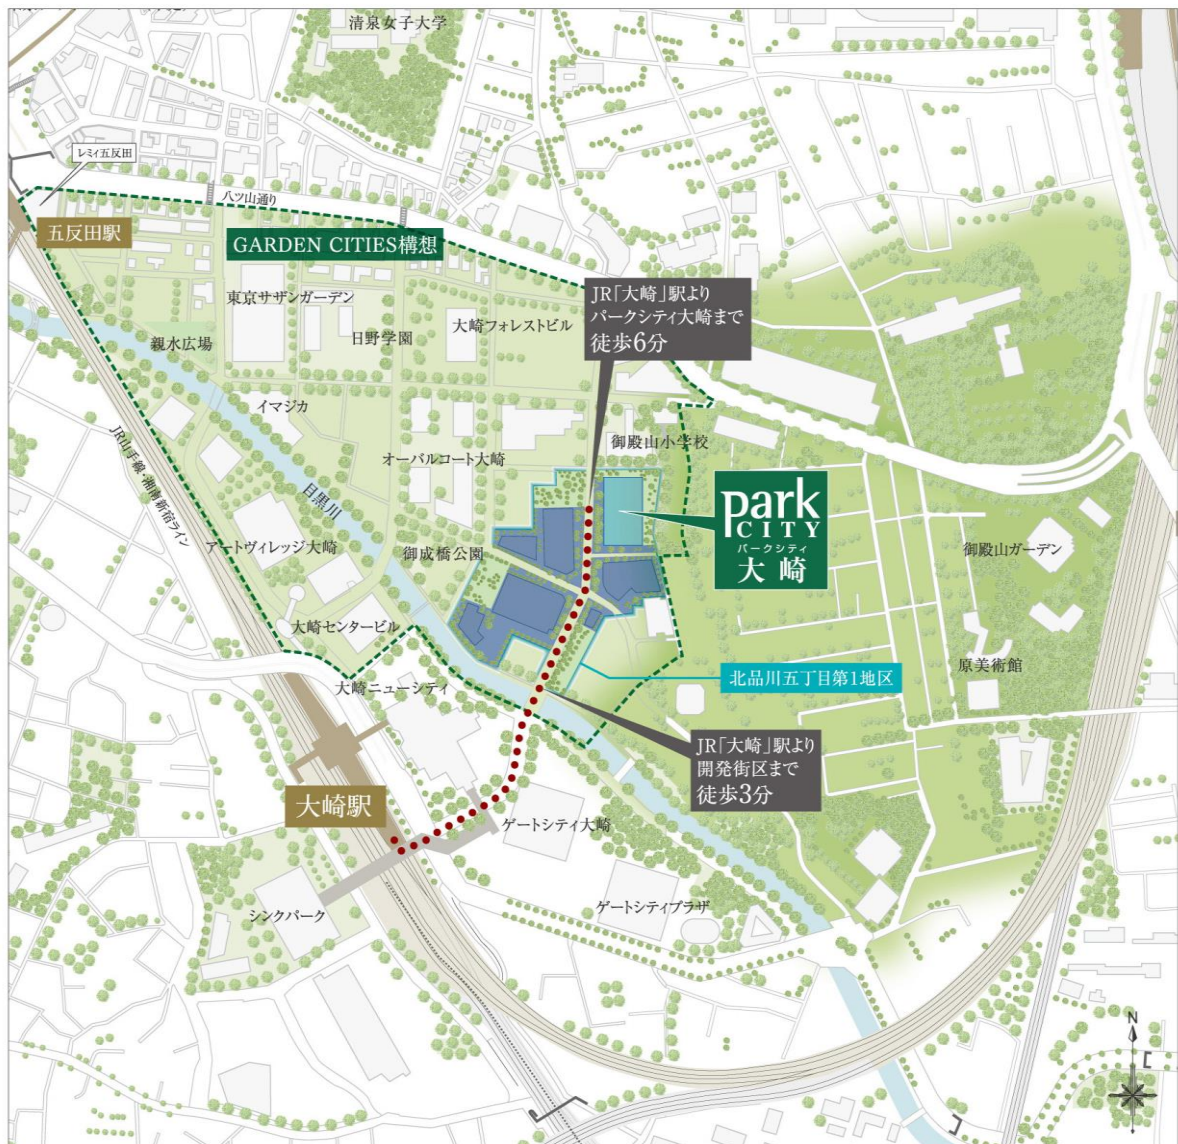 清泉女子大学
レミィ五反田
八ツ山通り
五反田駅
GARDEN CITIES構想
JR「大崎」駅より
パークシティ大崎まで
徒歩6分
東京サザンガーデン
大崎フォレストビル
日野学園
親水広場
イマジカ
御殿山小学校
オーバルコート大崎
JR山手線・湘南新宿ライン
目黒川
park
CITY
パークシティ
大崎
アートヴィレッジ大崎
御成橋公園
御殿山ガーデン
大崎センタービル
原美術館
北品川五丁目第1地区
大崎ニューシティ
JR「大崎」駅より
開発街区まで
徒歩3分
大崎駅
ゲートシティ大崎
シンクパーク
ゲートシティプラザ
N